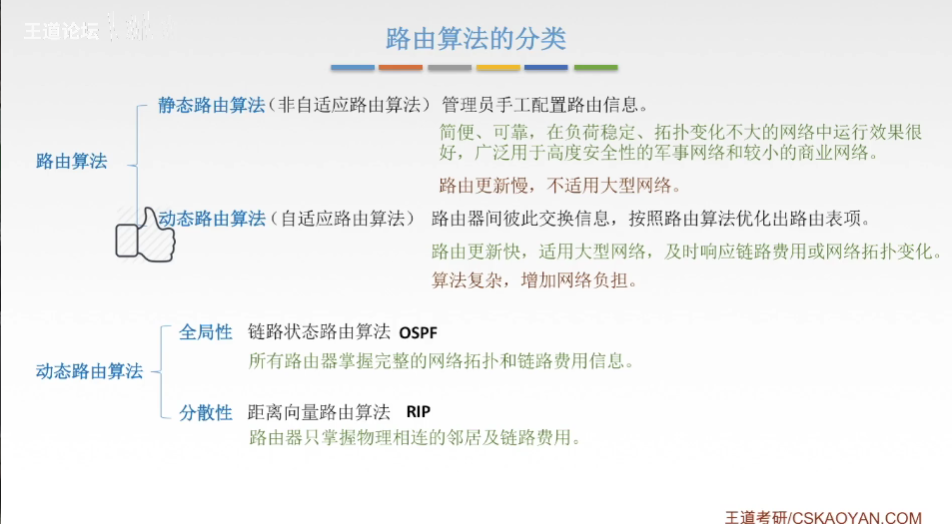 王道论坛
路由算法的分类
静态路由算法（非自适应路由算法）管理员手工配置路由信息。
简便、可靠，在负荷稳定、拓扑变化不大的网络中运行效果很
好，广泛用于高度安全性的军事网络和较小的商业网络。
路由算法
路由更新慢，不适用大型网络。
动态路由算法（自适应路由算法）路由器间彼此交换信息，按照路由算法优化出路由表项。
路由更新快，适用大型网络，及时响应链路费用或网络拓扑变化。
算法复杂，增加网络负担。
全局性 链路状态路由算法 OSPF
所有路由器掌握完整的网络拓扑和链路费用信息。
动态路由算法
分散性 距离向量路由算法 RIP
路由器只掌握物理相连的邻居及链路费用。
王道考研/CSKAOYAN.COM